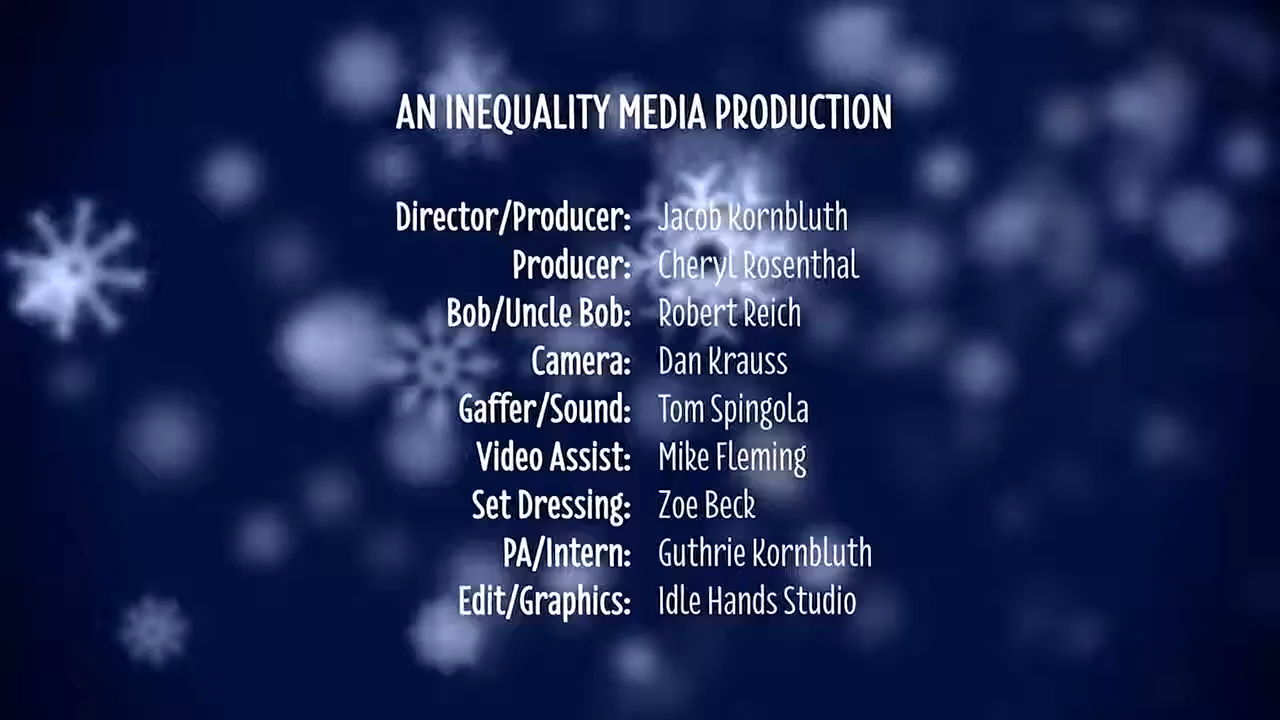 AN INEQUALITY MEDIA PRODUCTION
Director/Producer: Jacob Kornbluth
Producer: Cheryl Rosenthal
Bob/Uncle Bob: Robert Reich
Camera: Dan Krauss
Gaffer/Sound: Tom Spingola
Video Assist: Mike Fleming
Set Dressing: Zoe Beck
PA/Intern: Guthrie Kornbluth
Edit/Graphics: Idle Hands Studio